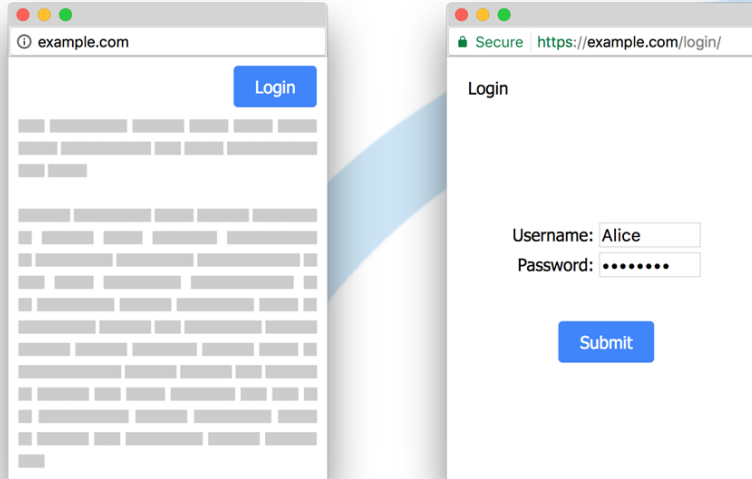 example.com
Login
Secure https://example.com/login/
Login
Username: Alice
Password: ••••••••
Submit